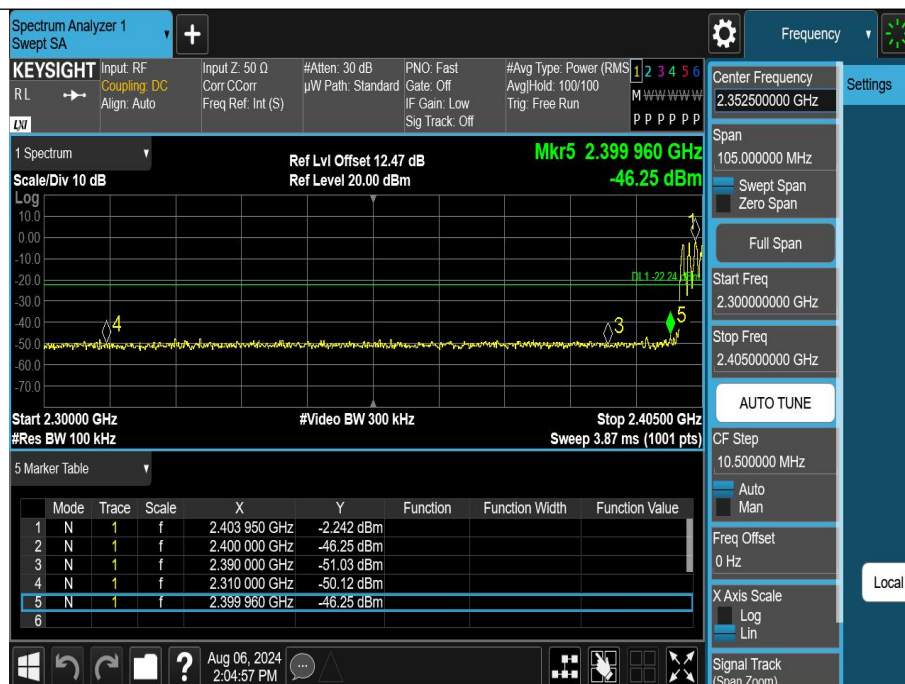 Spectrum Analyzer 1
Swept SA
Frequency
KEYSIGHT
RL
LXI
Input: RF
Coupling: DC
Align: Auto
Input Z: 50 Ω
Corr CCorr
Freq Ref: Int (S)
#Atten: 30 dB
µW Path: Standard
PNO: Fast
Gate: Off
IF Gain: Low
Sig Track: Off
#Avg Type: Power (RMS
Avg|Hold: 100/100
Trig: Free Run
1 2 3 4 5 6
M W W W W W
P P P P P P
1 Spectrum
Scale/Div 10 dB
Ref Lvl Offset 12.47 dB
Ref Level 20.00 dBm
Mkr5 2.399 960 GHz
-46.25 dBm
Log
10.0
0.00
-10.0
-20.0
-30.0
-40.0
-50.0
-60.0
-70.0
1
DL1 -22.24 dBm
4
3
5
Start 2.30000 GHz
#Video BW 300 kHz
Stop 2.40500 GHz
#Res BW 100 kHz
Sweep 3.87 ms (1001 pts)
5 Marker Table
Mode Trace Scale X Y Function Function Width Function Value
1 N 1 f 2.403 950 GHz -2.242 dBm
2 N 1 f 2.400 000 GHz -46.25 dBm
3 N 1 f 2.390 000 GHz -51.03 dBm
4 N 1 f 2.310 000 GHz -50.12 dBm
5 N 1 f 2.399 960 GHz -46.25 dBm
6
?
Aug 06, 2024
2:04:57 PM
Center Frequency
2.352500000 GHz
Settings
Span
105.000000 MHz
Swept Span
Zero Span
Full Span
Start Freq
2.300000000 GHz
Stop Freq
2.405000000 GHz
AUTO TUNE
CF Step
10.500000 MHz
Auto
Man
Freq Offset
0 Hz
Local
X Axis Scale
Log
Lin
Signal Track
(Span Zoom)